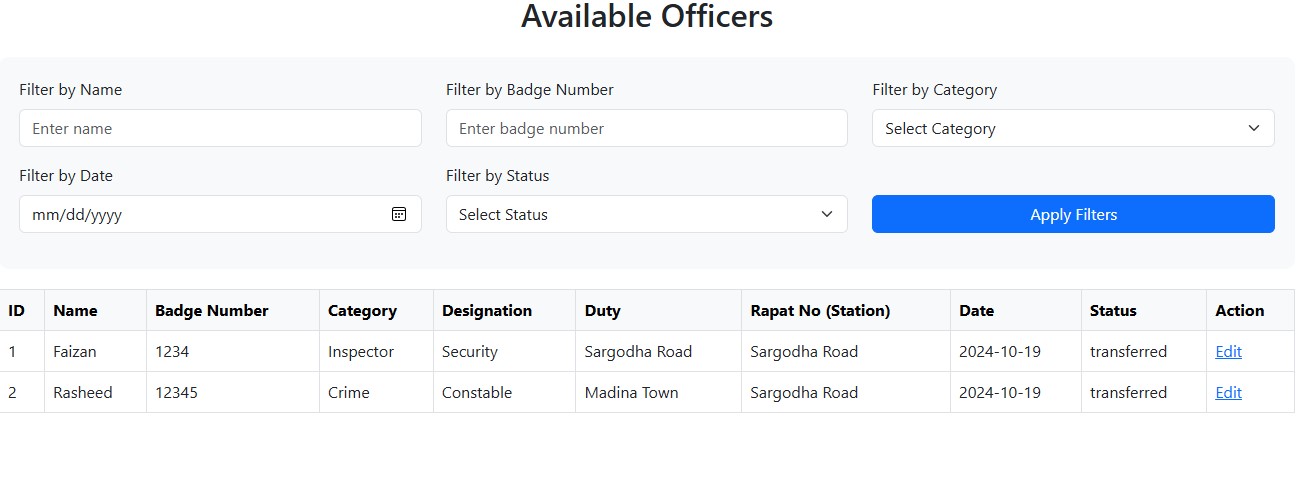 Available Officers
Filter by Name Filter by Badge Number Filter by Category
Enter name Enter badge number Select Category
Filter by Date Filter by Status
mm/dd/yyyy Select Status Apply Filters
ID Name Badge Number Category Designation Duty Rapat No (Station) Date Status Action
1 Faizan 1234 Inspector Security Sargodha Road Sargodha Road 2024-10-19 transferred Edit
2 Rasheed 12345 Crime Constable Madina Town Sargodha Road 2024-10-19 transferred Edit